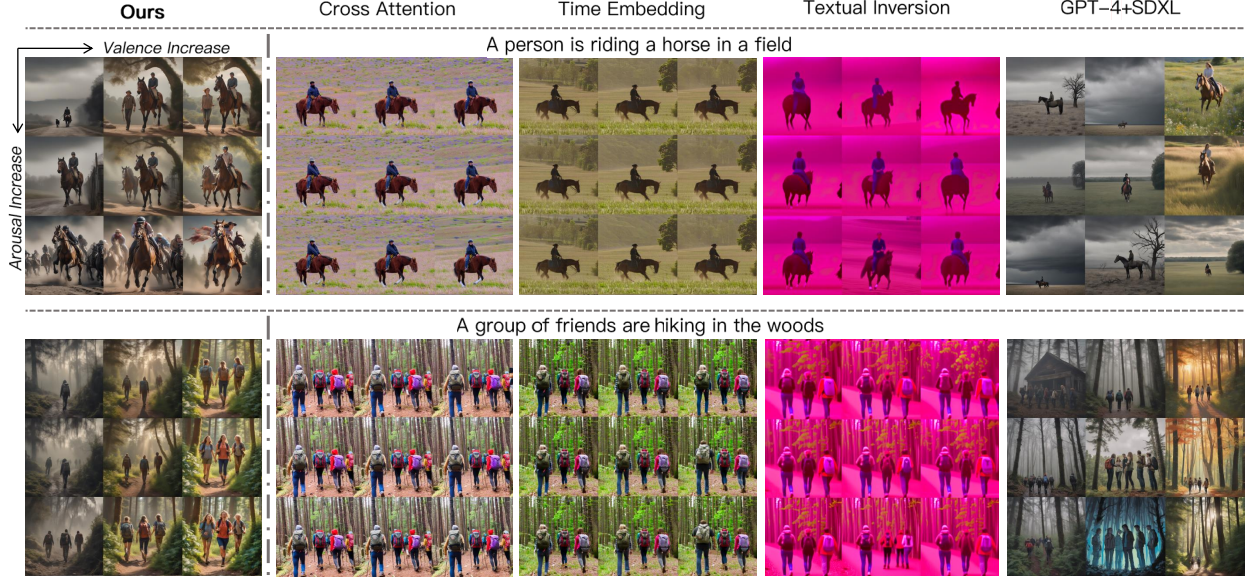 Ours
Cross Attention
Time Embedding
Textual Inversion
GPT−4+SDXL
Valence Increase
A person is riding a horse in a field
Arousal Increase
A group of friends are hiking in the woods